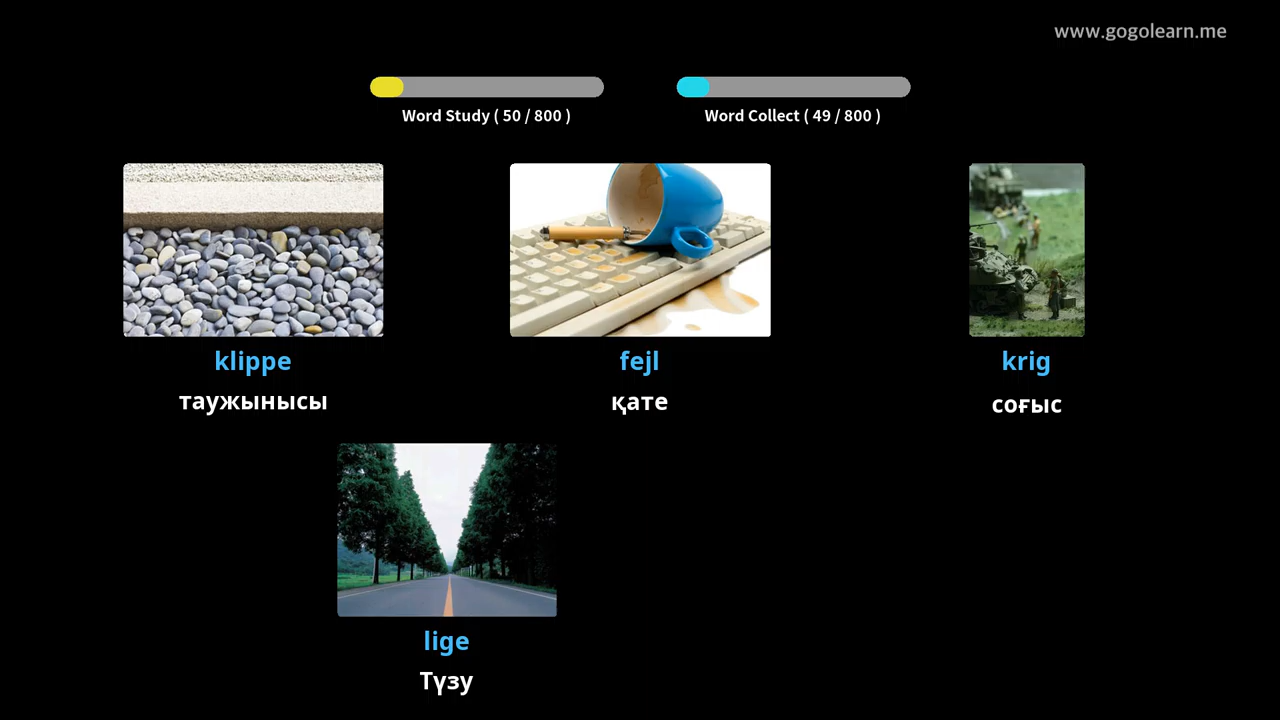 www.gogolearn.me
Word Study ( 50 / 800 )
Word Collect ( 49 / 800 )
klippe
fejl
krig
таужынысы
қате
соғыс
lige
Түзу